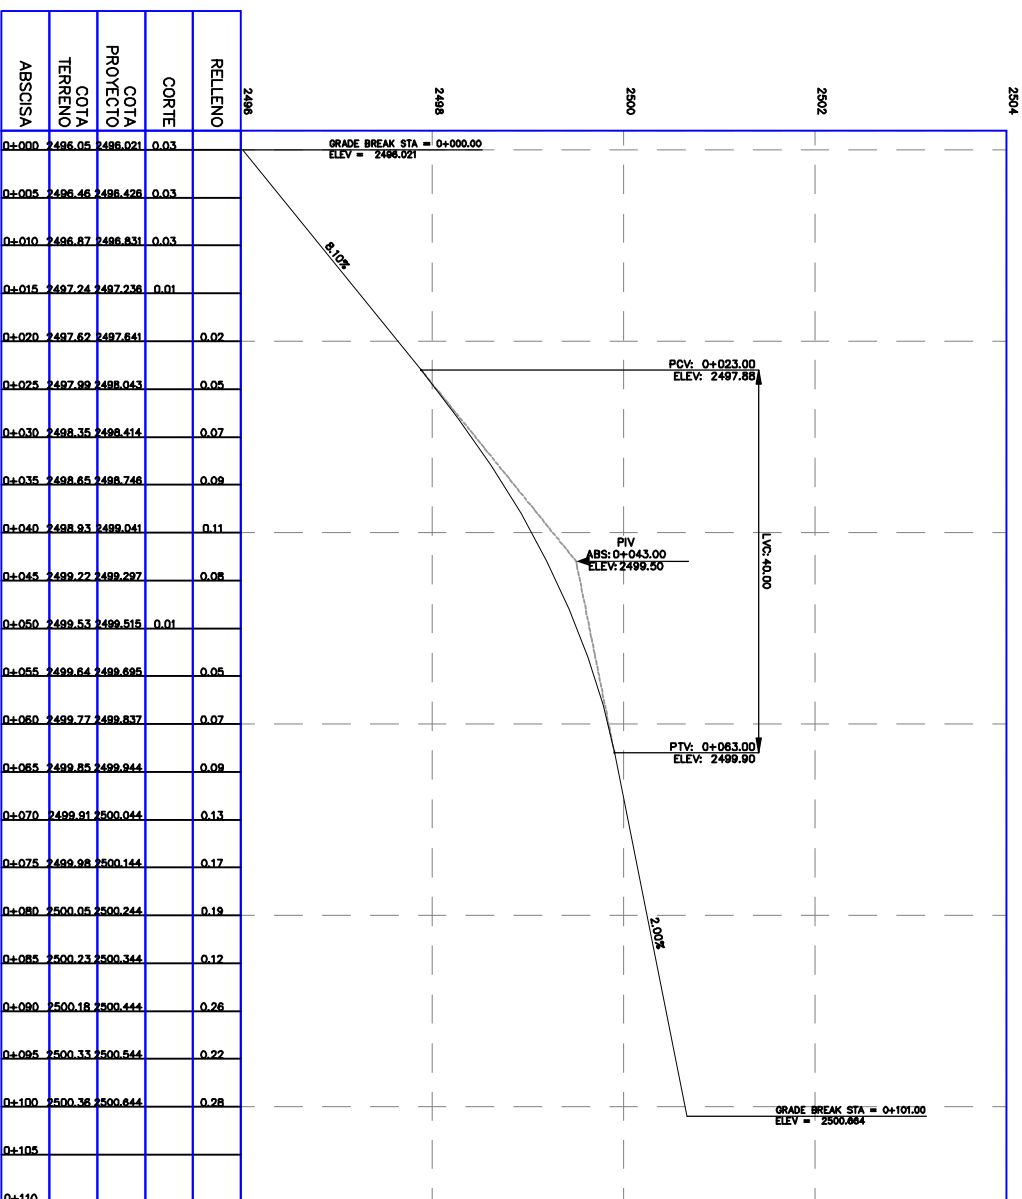 RELLENO
CORTE
COTA
PROYECTO
COTA
TERRENO
ABSCISA
2496
2498
2500
2502
2504
0+000 2496.05 2496.021 0.03
0+005 2496.46 2496.426 0.03
0+010 2496.87 2496.831 0.03
0+015 2497.24 2497.236 0.01
0+020 2497.62 2497.641 0.02
0+025 2497.99 2498.043 0.05
0+030 2498.35 2498.414 0.07
0+035 2498.65 2498.746 0.09
0+040 2498.93 2499.041 0.11
0+045 2499.22 2499.297 0.08
0+050 2499.53 2499.515 0.01
0+055 2499.64 2499.695 0.05
0+060 2499.77 2499.837 0.07
0+065 2499.85 2499.944 0.09
0+070 2499.91 2500.044 0.13
0+075 2499.98 2500.144 0.17
0+080 2500.05 2500.244 0.19
0+085 2500.23 2500.344 0.12
0+090 2500.18 2500.444 0.26
0+095 2500.33 2500.544 0.22
0+100 2500.36 2500.644 0.28
0+105
0+110
GRADE BREAK STA = 0+000.00
ELEV = 2496.021
8.10%
PCV: 0+023.00
ELEV: 2497.88
PIV
ABS: 0+043.00
ELEV: 2499.50
LVC: 40.00
PTV: 0+063.00
ELEV: 2499.90
2.00%
GRADE BREAK STA = 0+101.00
ELEV = 2500.664